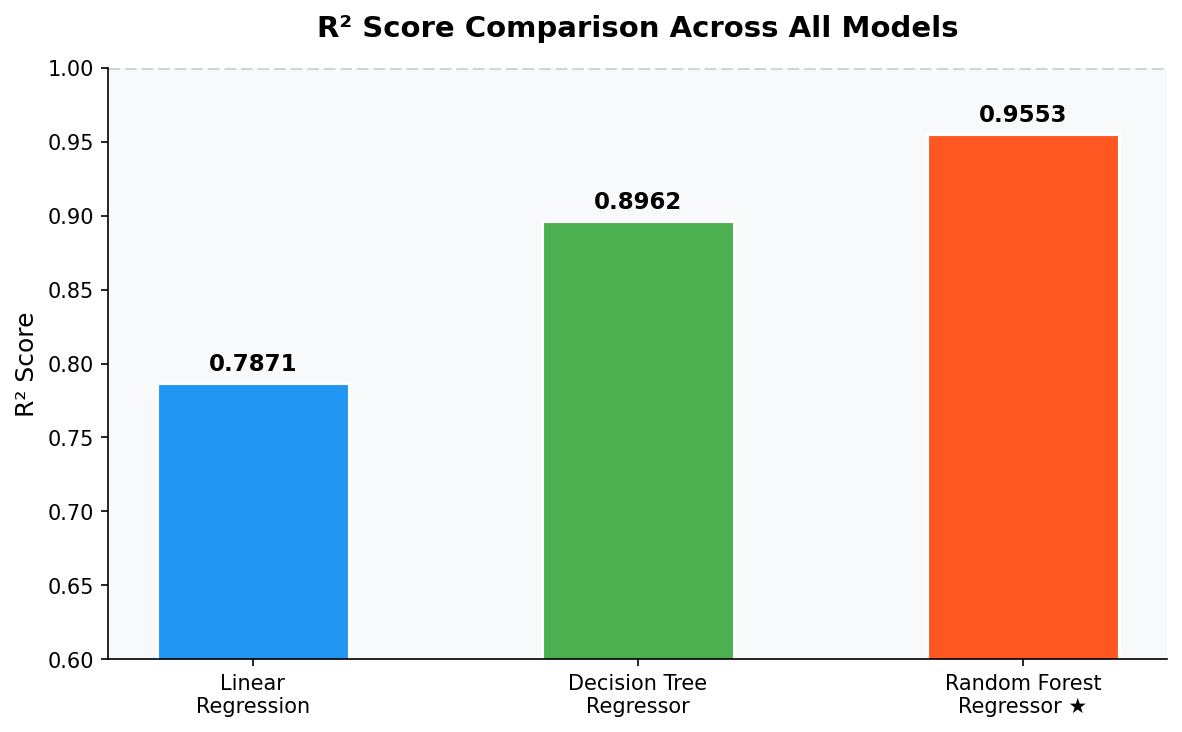 R² Score Comparison Across All Models
R² Score
1.00
0.95
0.90
0.85
0.80
0.75
0.70
0.65
0.60
0.7871
0.8962
0.9553
Linear
Regression
Decision Tree
Regressor
Random Forest
Regressor ★